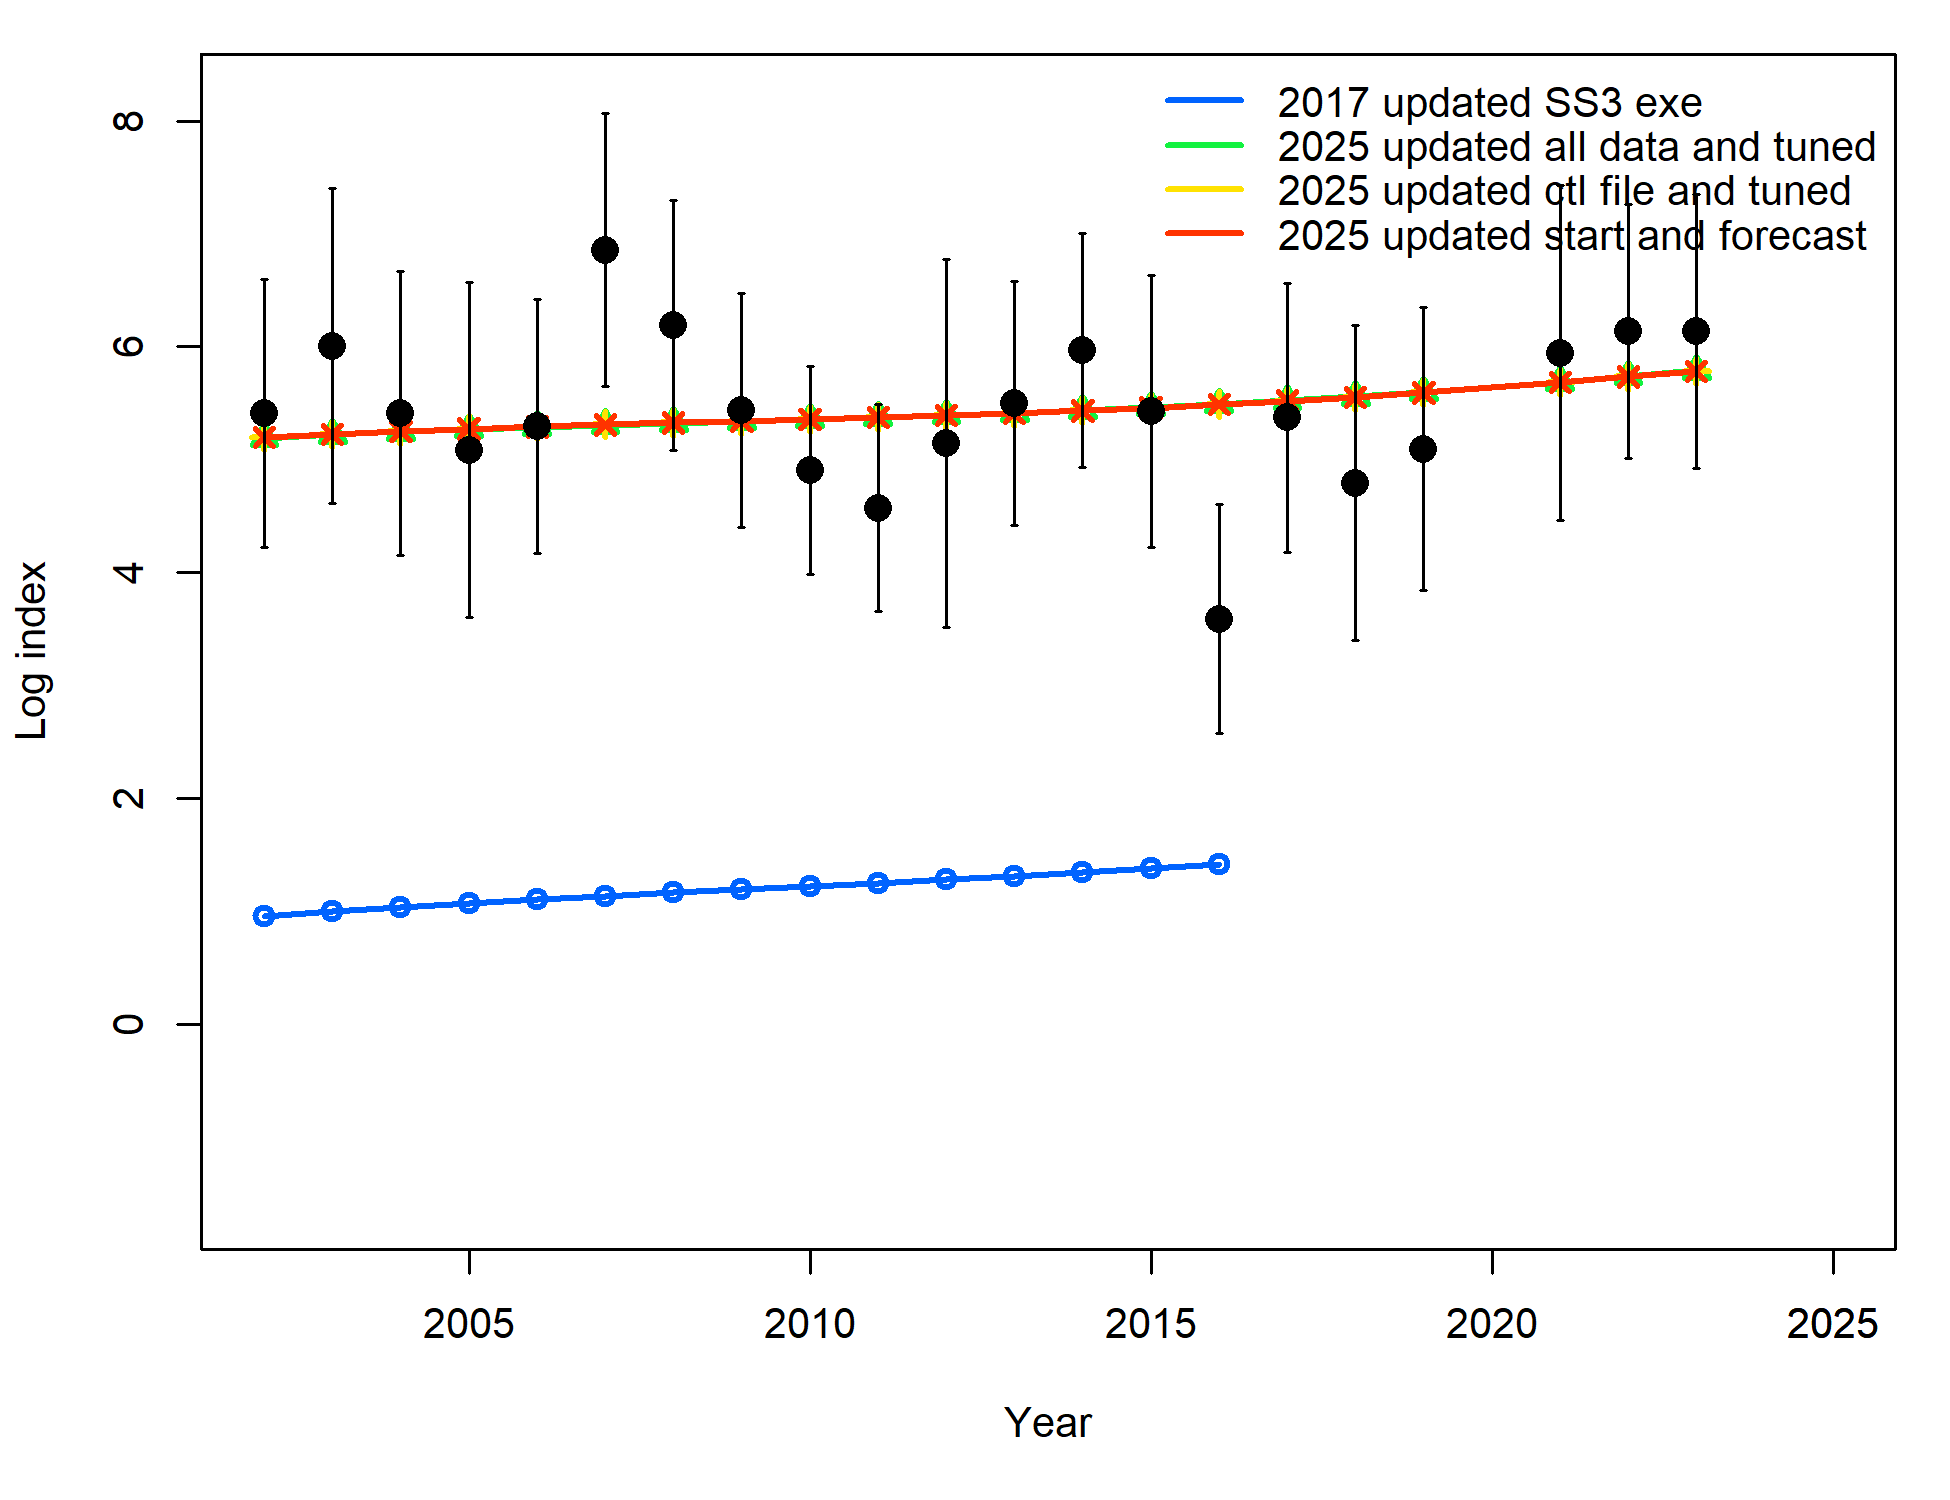 2017 updated SS3 exe
2025 updated all data and tuned
2025 updated ctl file and tuned
2025 updated start and forecast
8
6
4
2
0
Log index
2005 2010 2015 2020 2025
Year